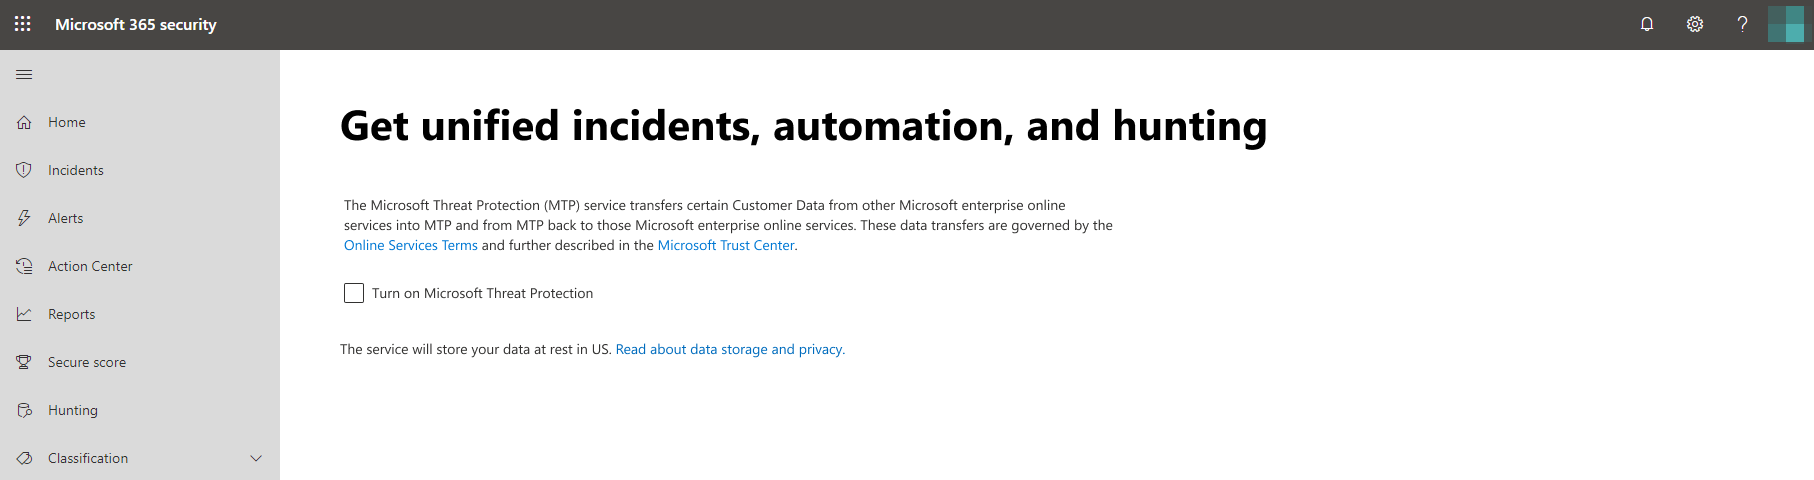 Microsoft 365 security
Home
Incidents
Alerts
Action Center
Reports
Secure score
Hunting
Classification
Get unified incidents, automation, and hunting
The Microsoft Threat Protection (MTP) service transfers certain Customer Data from other Microsoft enterprise online
services into MTP and from MTP back to those Microsoft enterprise online services. These data transfers are governed by the
Online Services Terms and further described in the Microsoft Trust Center.
Turn on Microsoft Threat Protection
The service will store your data at rest in US. Read about data storage and privacy.